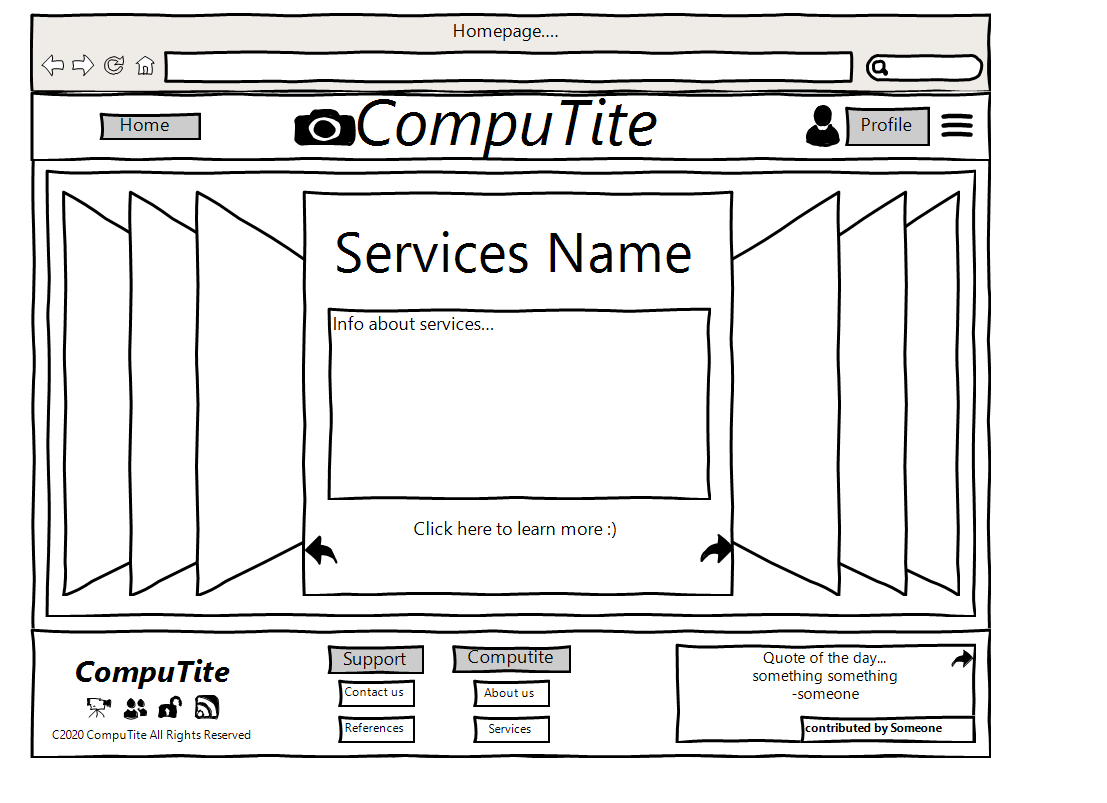 Homepage....
Home
CompuTite
Profile
Services Name
Info about services...
Click here to learn more :)
CompuTite
C2020 CompuTite All Rights Reserved
Support
Contact us
References
Computite
About us
Services
Quote of the day...
something something
-someone
contributed by Someone